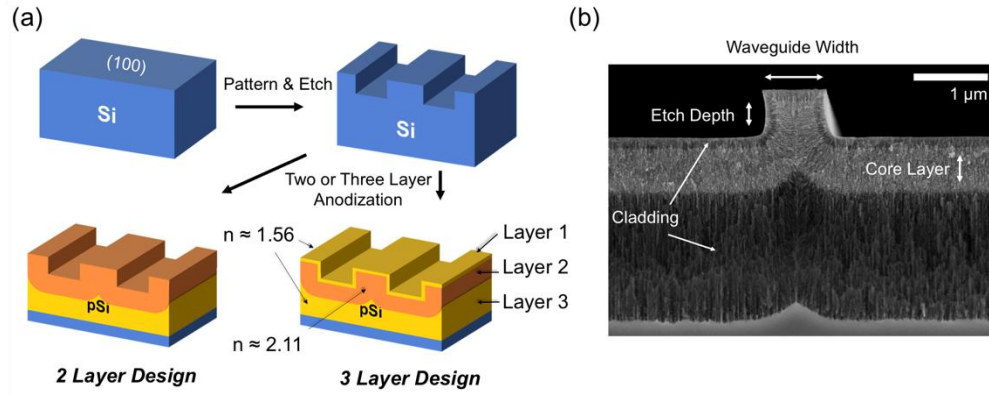 (a)
(100)
Si
Pattern & Etch
Si
Two or Three Layer
Anodization
n ≈ 1.56
Layer 1
Layer 2
Layer 3
pSi
pSi
n ≈ 2.11
2 Layer Design
3 Layer Design
(b)
Waveguide Width
1 μm
Etch Depth
Core Layer
Cladding